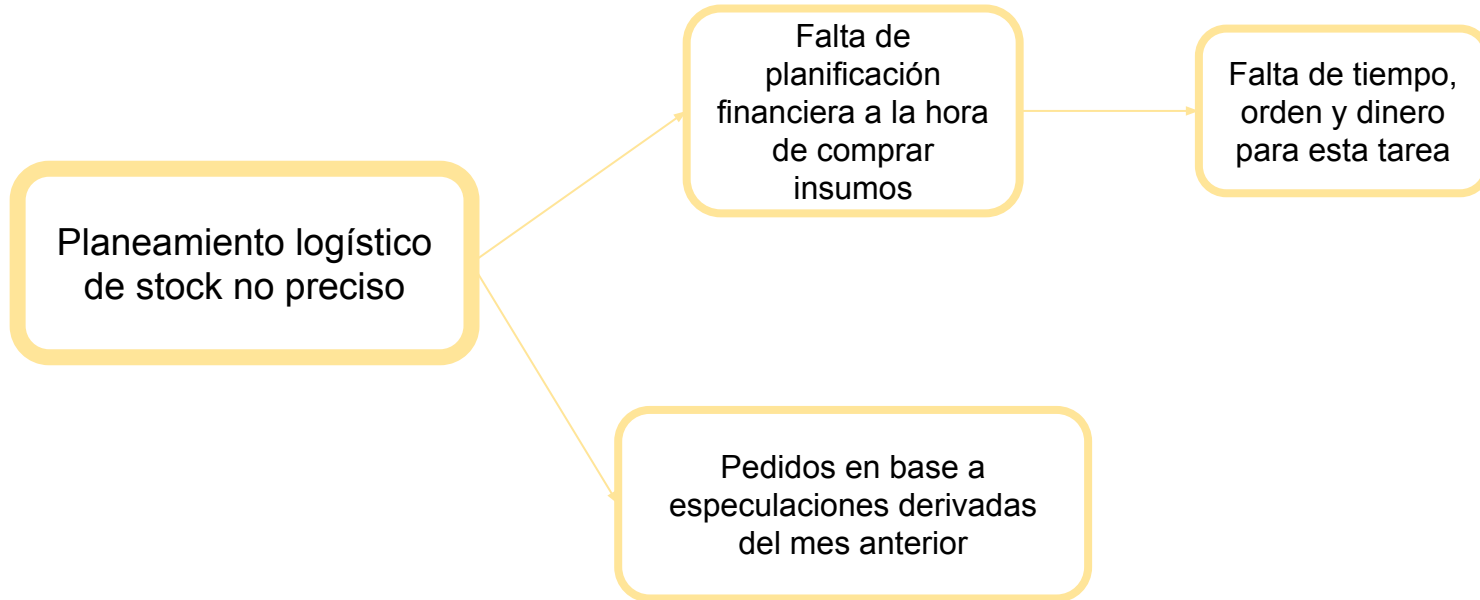 Falta de
planificación
financiera a la hora
de comprar
insumos
Falta de tiempo,
orden y dinero
para esta tarea
Planeamiento logístico
de stock no preciso
Pedidos en base a
especulaciones derivadas
del mes anterior